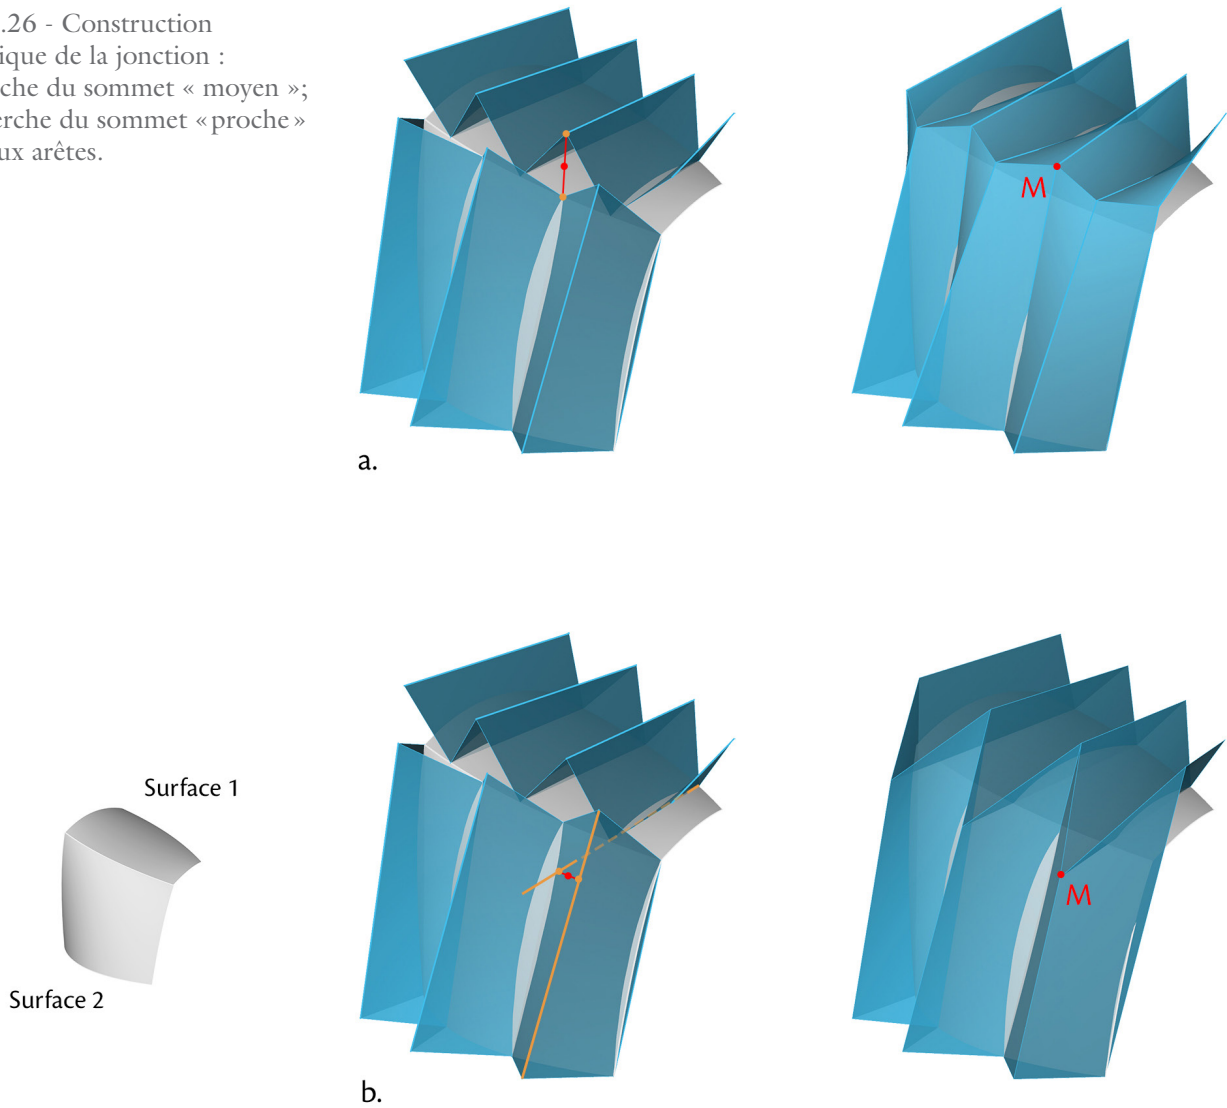 .26 - Construction
ique de la jonction :
che du sommet « moyen »;
erche du sommet « proche »
ux arêtes.
M
a.
Surface 1
M
Surface 2
b.